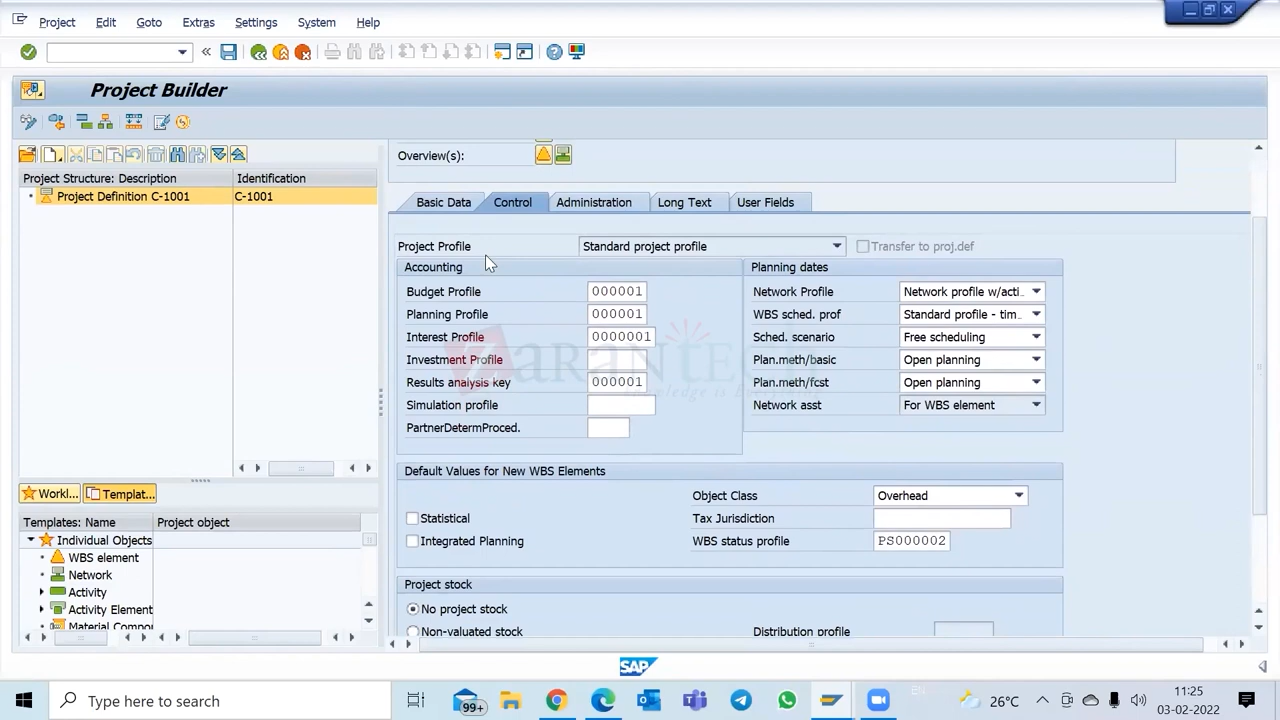 Project Edit Goto Extras Settings System Help
Project Builder
Project Structure: Description Identification
Project Definition C-1001 C-1001
Overview(s):
Basic Data Control Administration Long Text User Fields
Project Profile Standard project profile Transfer to proj.def
Accounting Planning dates
Budget Profile 000001 Network Profile Network profile w/acti..
Planning Profile 000001 WBS sched. prof Standard profile - tim..
Interest Profile 0000001 Sched. scenario Free scheduling
Investment Profile Plan.meth/basic Open planning
Results analysis key 000001 Plan.meth/fcst Open planning
Simulation profile Network asst For WBS element
PartnerDetermProced.
ARANTECH
Default Values for New WBS Elements
Object Class Overhead
Statistical Tax Jurisdiction
Integrated Planning WBS status profile PS000002
Project stock
No project stock
Non-valuated stock Distribution profile
Workl... Templat...
Templates: Name Project object
Individual Objects
WBS element
Network
Activity
Activity Element
Material Compo
SAP
Type here to search
99+
26°C
11:25
03-02-2022